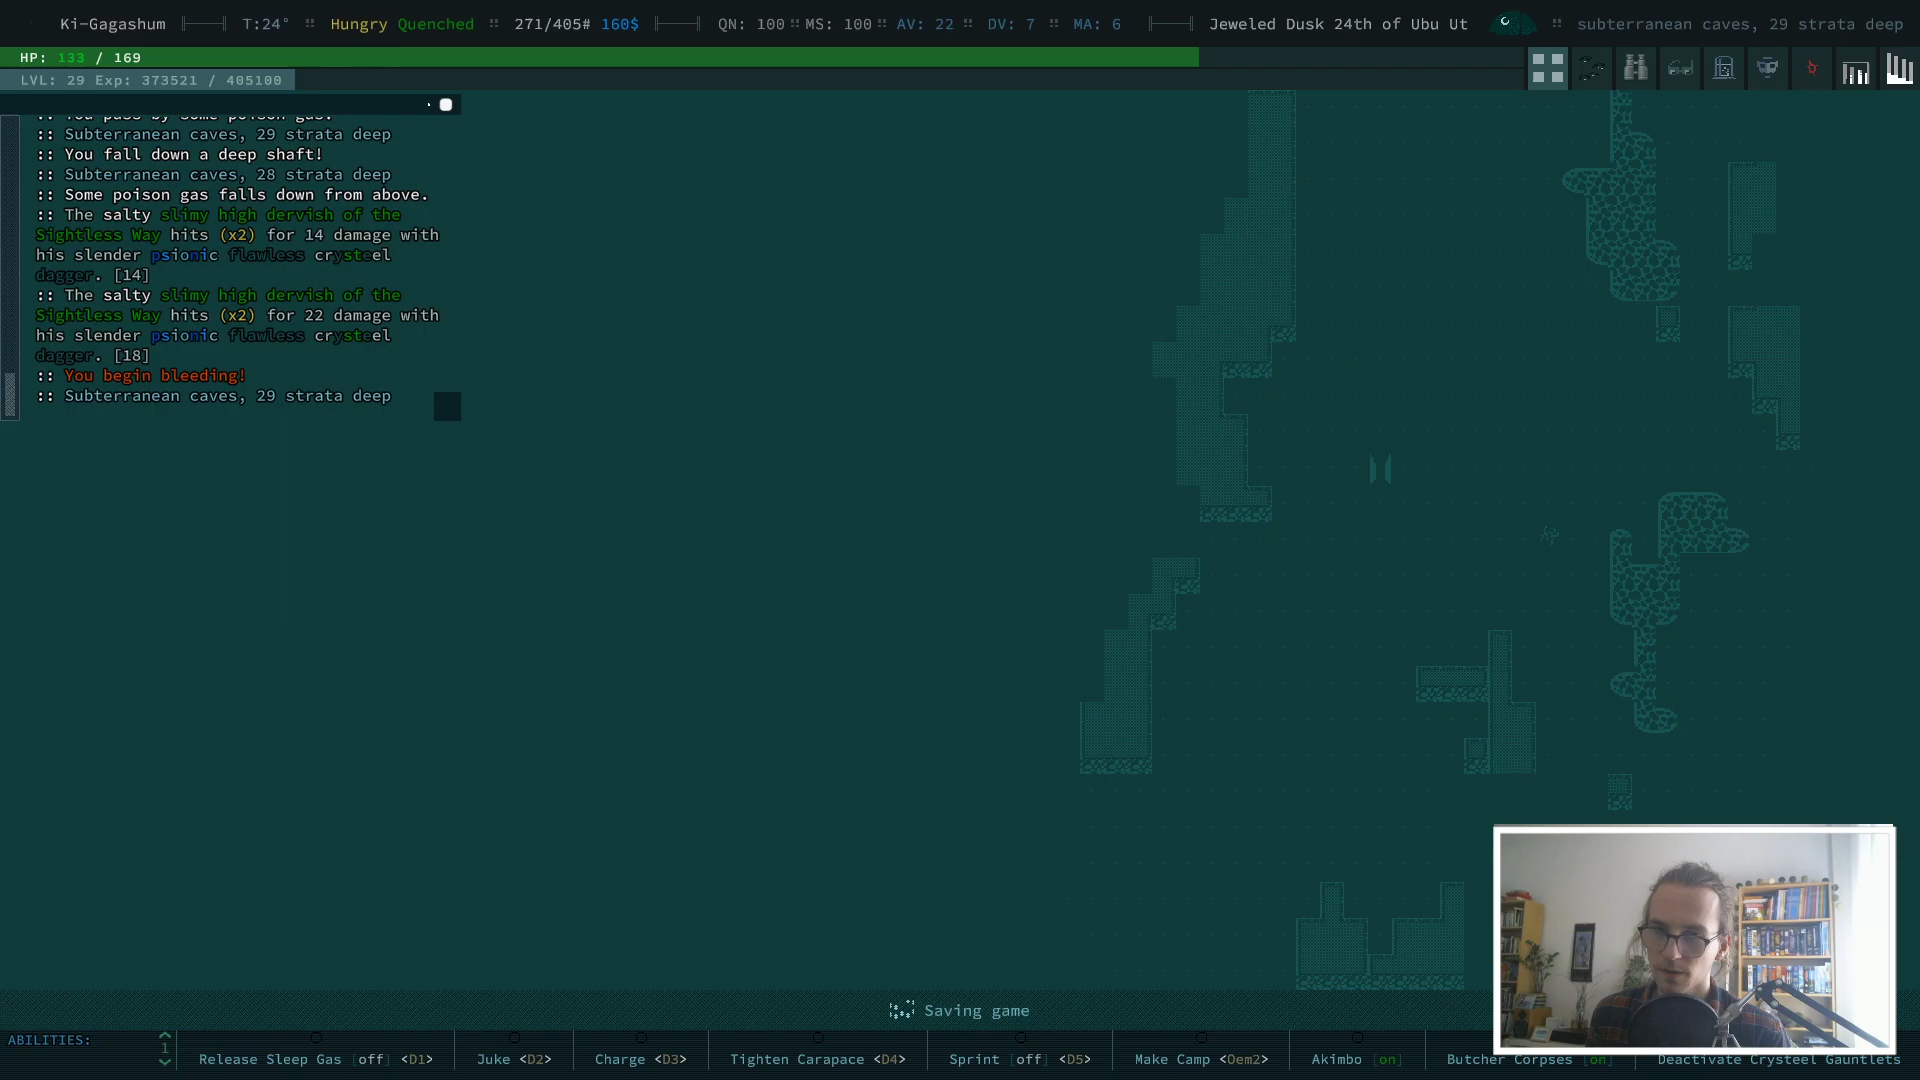 Ki-Gagashum T:24° Hungry Quenched 271/405# 160$ QN: 100 MS: 100 AV: 22 DV: 7 MA: 6 Jeweled Dusk 24th of Ubu Ut subterranean caves, 29 strata deep
HP: 133 / 169
LVL: 29 Exp: 373521 / 405100
:: You pass by some poison gas.
:: Subterranean caves, 29 strata deep
:: You fall down a deep shaft!
:: Subterranean caves, 28 strata deep
:: Some poison gas falls down from above.
:: The salty slimy high dervish of the
Sightless Way hits (x2) for 14 damage with
his slender psionic flawless crysteel
dagger. [14]
:: The salty slimy high dervish of the
Sightless Way hits (x2) for 22 damage with
his slender psionic flawless crysteel
dagger. [18]
:: You begin bleeding!
:: Subterranean caves, 29 strata deep
Saving game
ABILITIES: 1 Release Sleep Gas [off] <D1> Juke <D2> Charge <D3> Tighten Carapace <D4> Sprint [off] <D5> Make Camp <Oem2> Akimbo [on] Butcher Corpses [on] Deactivate Crysteel Gauntlets